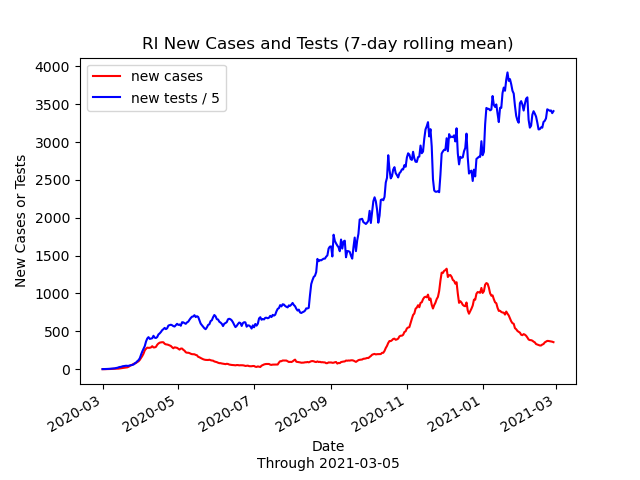 RI New Cases and Tests (7-day rolling mean)
new cases
new tests / 5
4000
3500
3000
2500
2000
1500
1000
500
0
New Cases or Tests
2020-03
2020-05
2020-07
2020-09
2020-11
2021-01
2021-03
Date
Through 2021-03-05